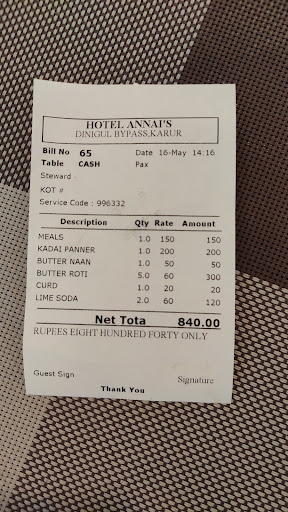 HOTEL ANNAI'S
DINIGUL BYPASS,KARUR
Bill No 65 Date 16-May 14:16
Table CASH Pax
Steward
KOT #
Service Code : 996332
Description Qty Rate Amount
MEALS 1.0 150 150
KADAI PANNER 1.0 200 200
BUTTER NAAN 1.0 50 50
BUTTER ROTI 5.0 60 300
CURD 1.0 20 20
LIME SODA 2.0 60 120
Net Tota 840.00
RUPEES EIGHT HUNDRED FORTY ONLY
Guest Sign Signature
Thank You